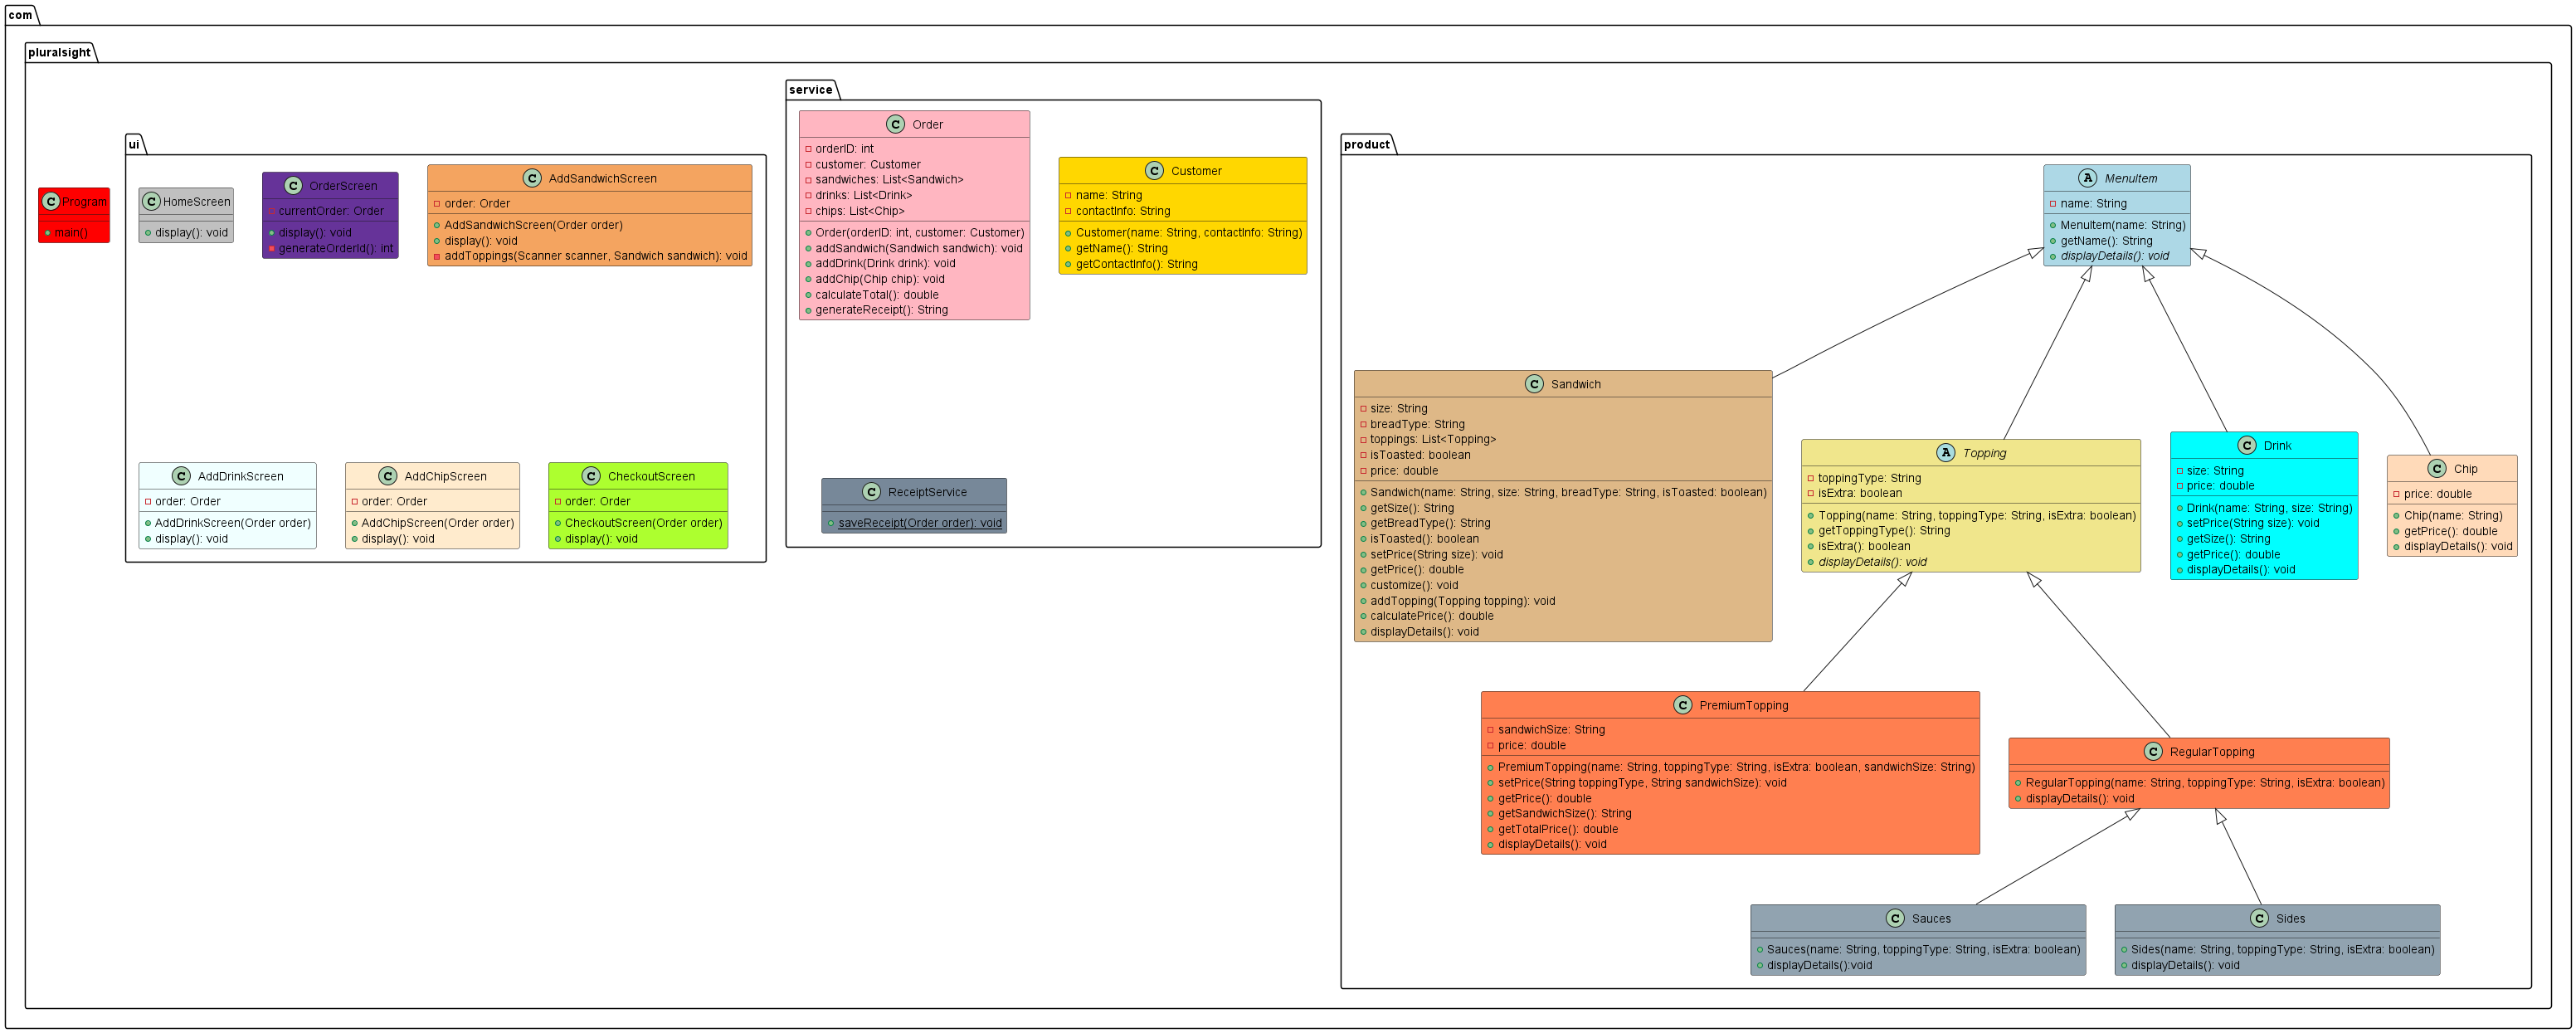 com
pluralsight
ui
service
product
C Program
main()
C HomeScreen
display(): void
C OrderScreen
currentOrder: Order
display(): void
generateOrderId(): int
C AddSandwichScreen
order: Order
AddSandwichScreen(Order order)
display(): void
addToppings(Scanner scanner, Sandwich sandwich): void
C AddDrinkScreen
order: Order
AddDrinkScreen(Order order)
display(): void
C AddChipScreen
order: Order
AddChipScreen(Order order)
display(): void
C CheckoutScreen
order: Order
CheckoutScreen(Order order)
display(): void
C Order
orderID: int
customer: Customer
sandwiches: List<Sandwich>
drinks: List<Drink>
chips: List<Chip>
Order(orderID: int, customer: Customer)
addSandwich(Sandwich sandwich): void
addDrink(Drink drink): void
addChip(Chip chip): void
calculateTotal(): double
generateReceipt(): String
C Customer
name: String
contactInfo: String
Customer(name: String, contactInfo: String)
getName(): String
getContactInfo(): String
C ReceiptService
saveReceipt(Order order): void
A MenuItem
name: String
MenuItem(name: String)
getName(): String
displayDetails(): void
C Sandwich
size: String
breadType: String
toppings: List<Topping>
isToasted: boolean
price: double
Sandwich(name: String, size: String, breadType: String, isToasted: boolean)
getSize(): String
getBreadType(): String
isToasted(): boolean
setPrice(String size): void
getPrice(): double
customize(): void
addTopping(Topping topping): void
calculatePrice(): double
displayDetails(): void
A Topping
toppingType: String
isExtra: boolean
Topping(name: String, toppingType: String, isExtra: boolean)
getToppingType(): String
isExtra(): boolean
displayDetails(): void
C Drink
size: String
price: double
Drink(name: String, size: String)
setPrice(String size): void
getSize(): String
getPrice(): double
displayDetails(): void
C Chip
price: double
Chip(name: String)
getPrice(): double
displayDetails(): void
C PremiumTopping
sandwichSize: String
price: double
PremiumTopping(name: String, toppingType: String, isExtra: boolean, sandwichSize: String)
setPrice(String toppingType, String sandwichSize): void
getPrice(): double
getSandwichSize(): String
getTotalPrice(): double
displayDetails(): void
C RegularTopping
RegularTopping(name: String, toppingType: String, isExtra: boolean)
displayDetails(): void
C Sauces
Sauces(name: String, toppingType: String, isExtra: boolean)
displayDetails():void
C Sides
Sides(name: String, toppingType: String, isExtra: boolean)
displayDetails(): void